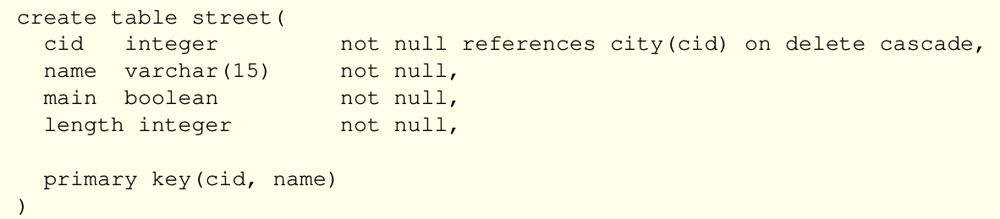 create table street(
  cid   integer         not null references city(cid) on delete cascade,
  name  varchar(15)     not null,
  main  boolean         not null,
  length integer        not null,

  primary key(cid, name)
)